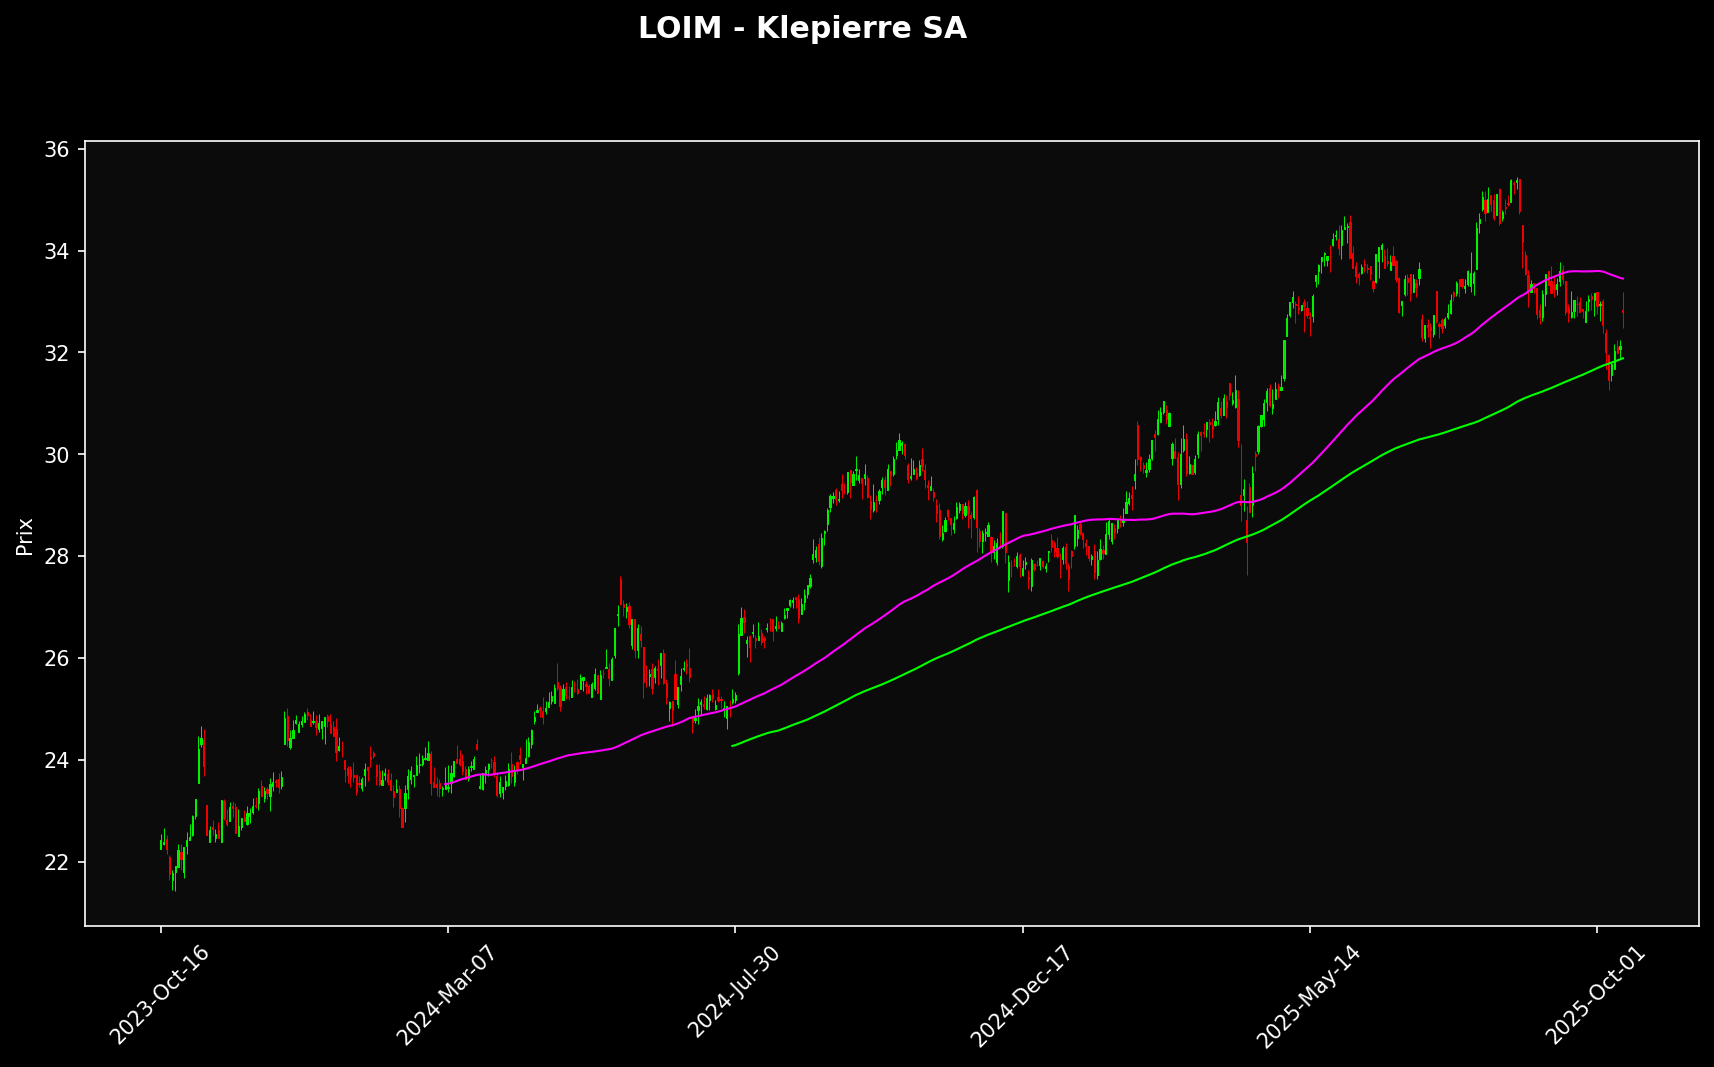 LOIM - Klepierre SA
Prix
36
34
32
30
28
26
24
22
2023-Oct-16
2024-Mar-07
2024-Jul-30
2024-Dec-17
2025-May-14
2025-Oct-01